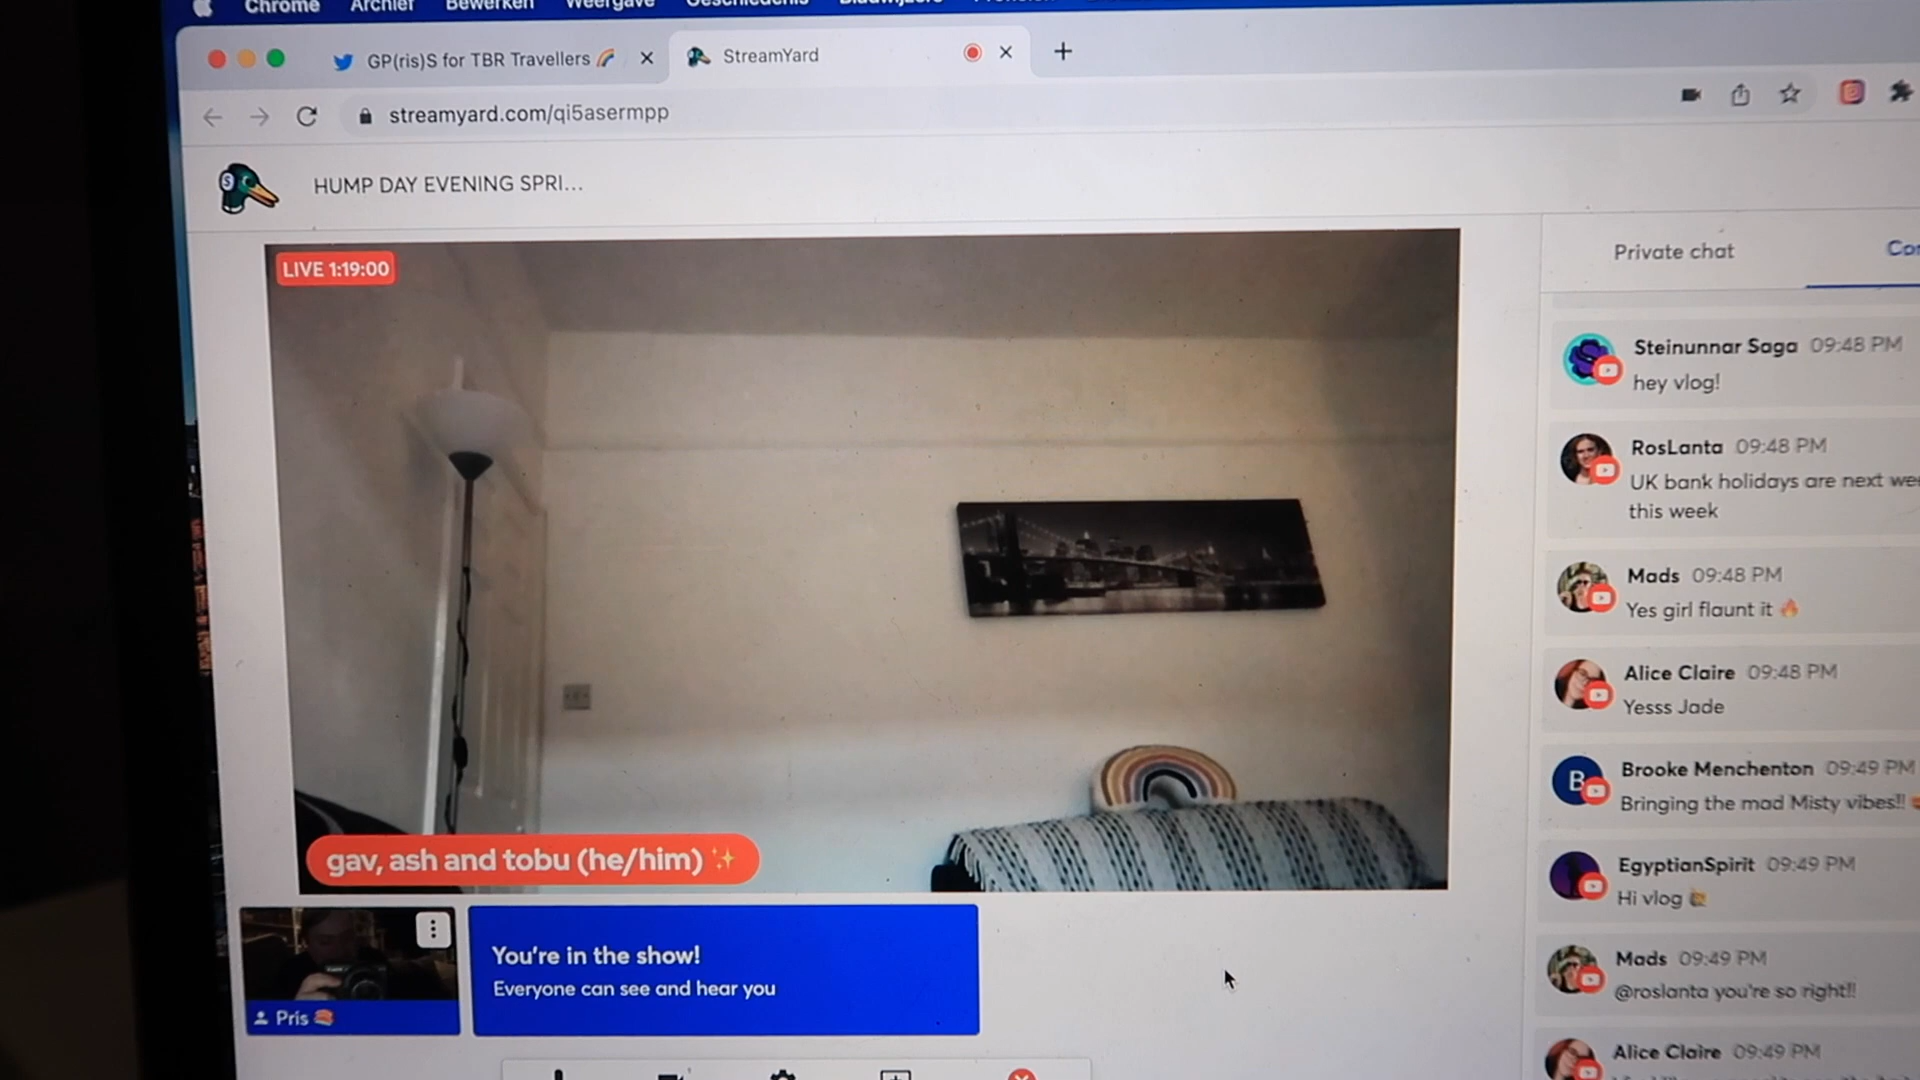 Chrome Archief Bewerken Weergave Geschiedenis
GP(ris)S for TBR Travellers 🌈
StreamYard
streamyard.com/qi5asermpp
HUMP DAY EVENING SPRI...
LIVE 1:19:00
gav, ash and tobu (he/him) ✨
Pris
You're in the show!
Everyone can see and hear you
Private chat
Steinunnar Saga 09:48 PM
hey vlog!
RosLanta 09:48 PM
UK bank holidays are next
this week
Mads 09:48 PM
Yes girl flaunt it 🔥
Alice Claire 09:48 PM
Yesss Jade
B
Brooke Menchenton 09:49 PM
Bringing the mad Misty vibes!!
EgyptianSpirit 09:49 PM
Hi vlog
Mads 09:49 PM
@roslanta you're so right!!
Alice Claire 09:49 PM